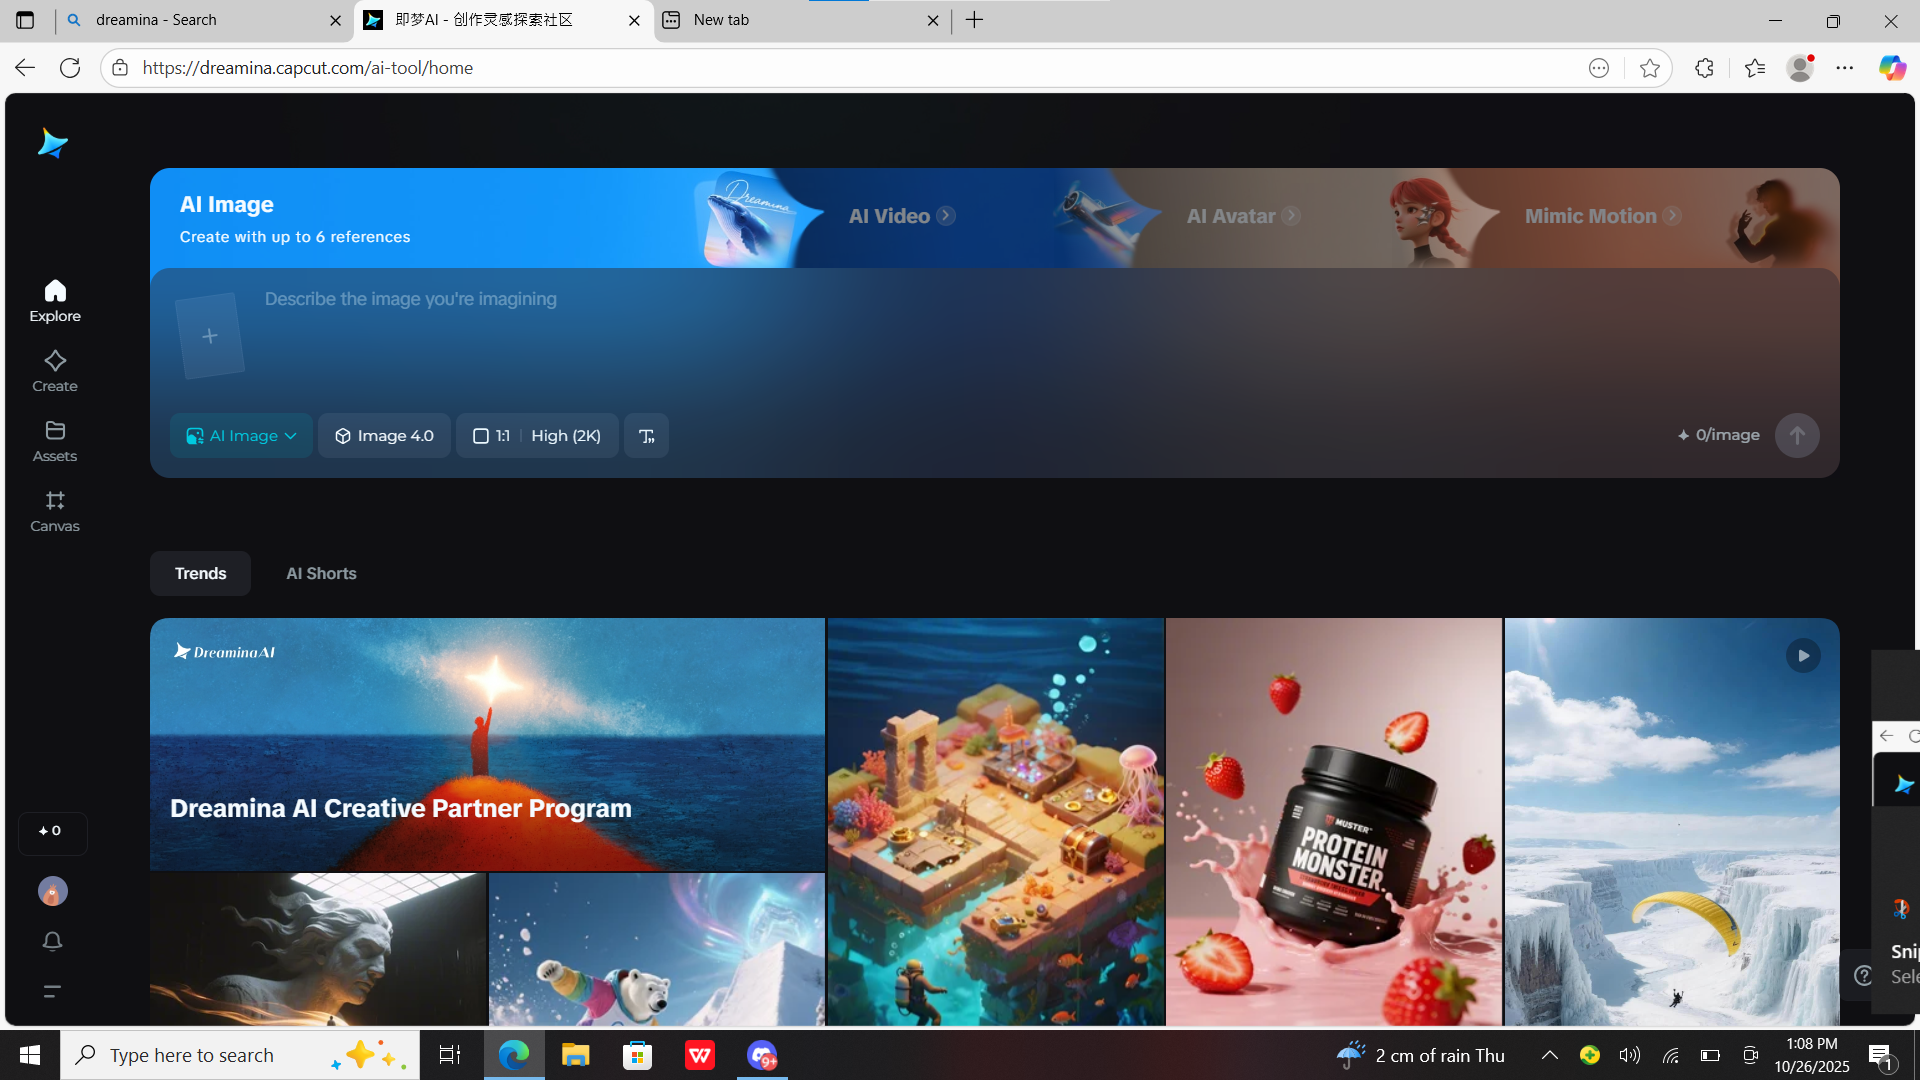 dreamina - Search
即梦AI - 创作灵感探索社区
New tab
https://dreamina.capcut.com/ai-tool/home
AI Image
Create with up to 6 references
AI Video
AI Avatar
Mimic Motion
Dreamina
Describe the image you're imagining
AI Image
Image 4.0
1:1
High (2K)
0/image
Explore
Create
Assets
Canvas
Trends
AI Shorts
Dreamina AI
Dreamina AI Creative Partner Program
MUSTER
PROTEIN
MONSTER.
0
Sni
Sele
Type here to search
9+
2 cm of rain Thu
1:08 PM
10/26/2025
1